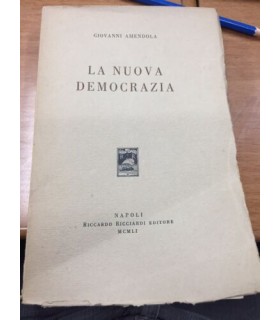 GIOVANNI AMENDOLA
LA NUOVA
DEMOCRAZIA
NAPOLI
RICCARDO RICCIARDI EDITORE
MCMLI